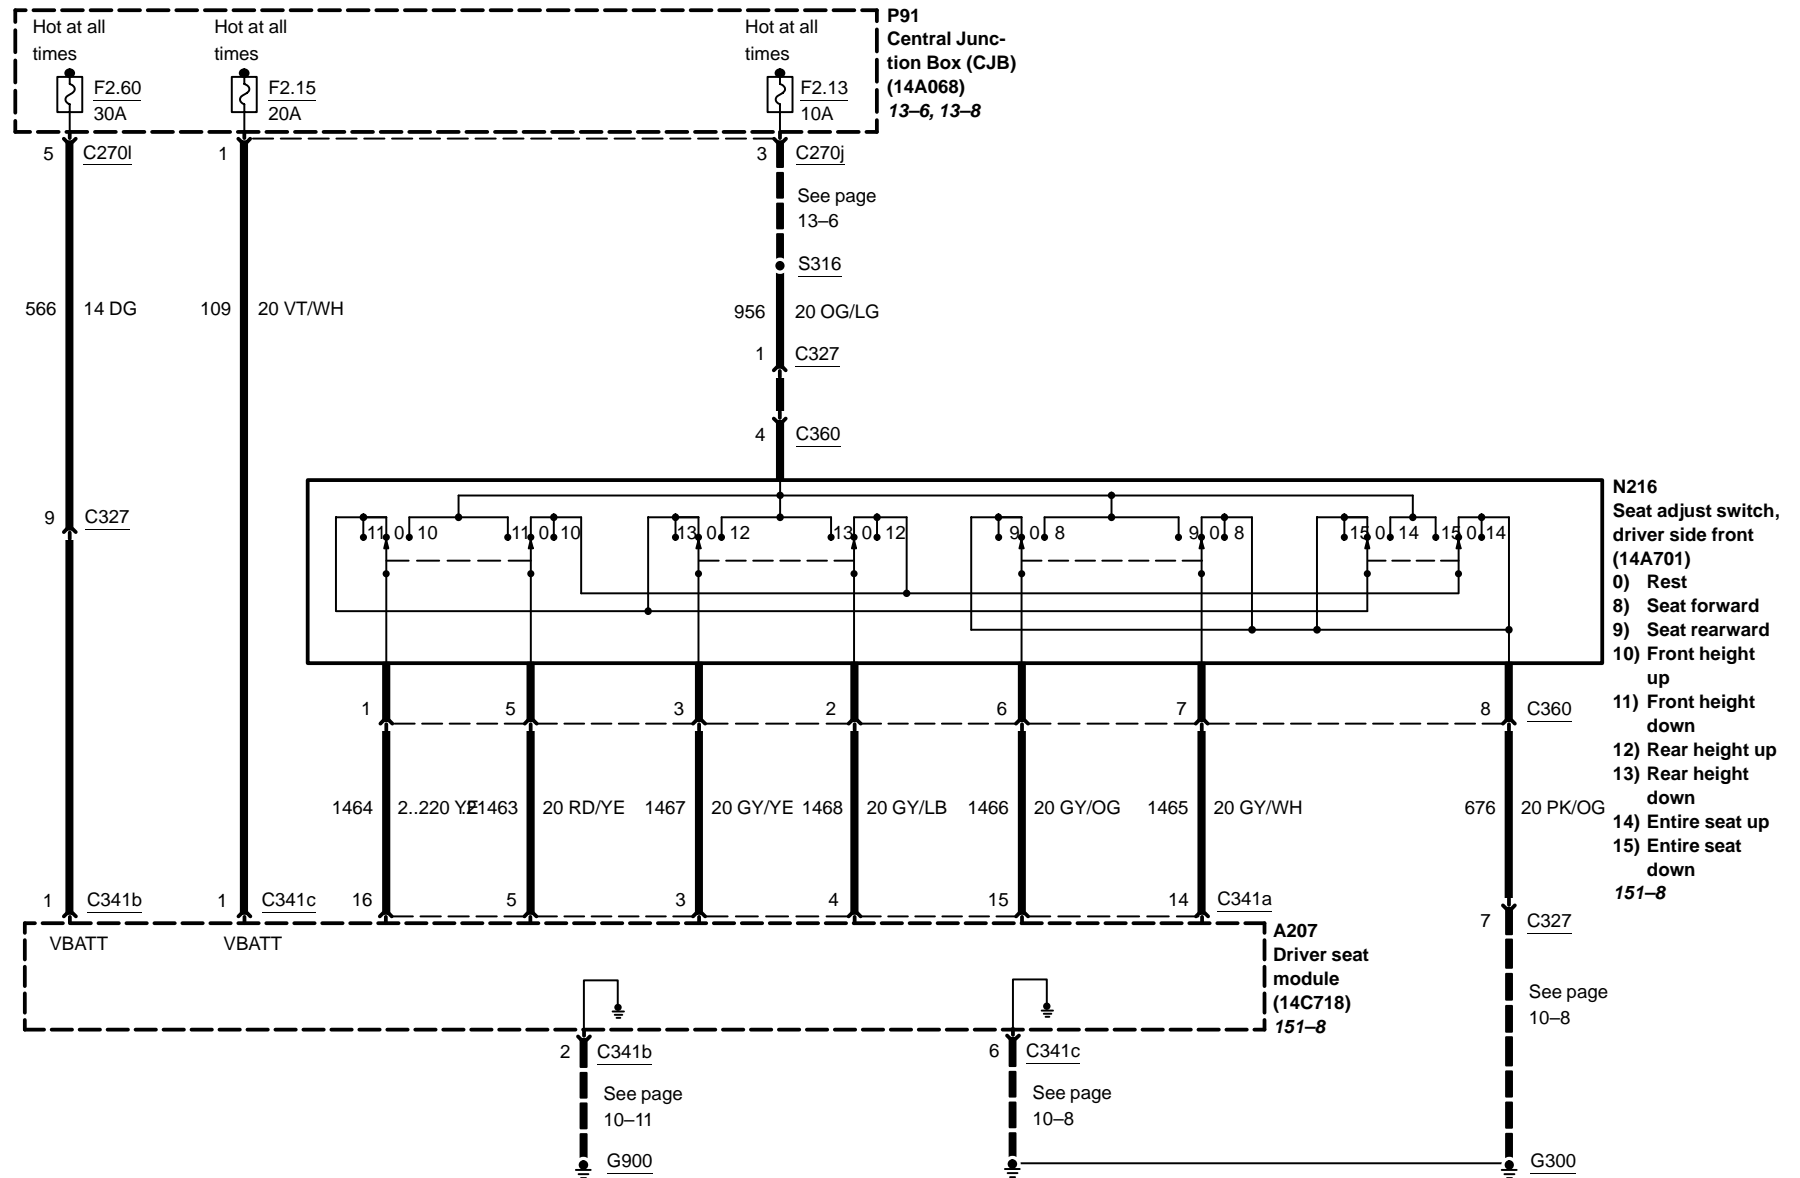 P91
Central Junc-
tion Box (CJB)
(14A068)
13–6, 13–8
Hot at all
times
F2.60
30A
Hot at all
times
F2.15
20A
Hot at all
times
F2.13
10A
5 C270l
1
3 C270j
See page
13–6
S316
566 14 DG
109 20 VT/WH
956 20 OG/LG
1 C327
4 C360
9 C327
11 0 10 11 0 10 13 0 12 13 0 12 9 0 8 9 0 8 15 0 14 15 0 14
N216
Seat adjust switch,
driver side front
(14A701)
0) Rest
8) Seat forward
9) Seat rearward
10) Front height
up
11) Front height
down
12) Rear height up
13) Rear height
down
14) Entire seat up
15) Entire seat
down
151–8
1 5 3 2 6 7 8 C360
1464 1463 20 RD/YE 1467 20 GY/YE 1468 20 GY/LB 1466 20 GY/OG 1465 20 GY/WH 676 20 PK/OG
1 C341b 1 C341c 16 5 3 4 15 14 C341a
7 C327
VBATT VBATT
A207
Driver seat
module
(14C718)
151–8
See page
10–8
2 C341b
See page
10–11
G900
6 C341c
See page
10–8
G300